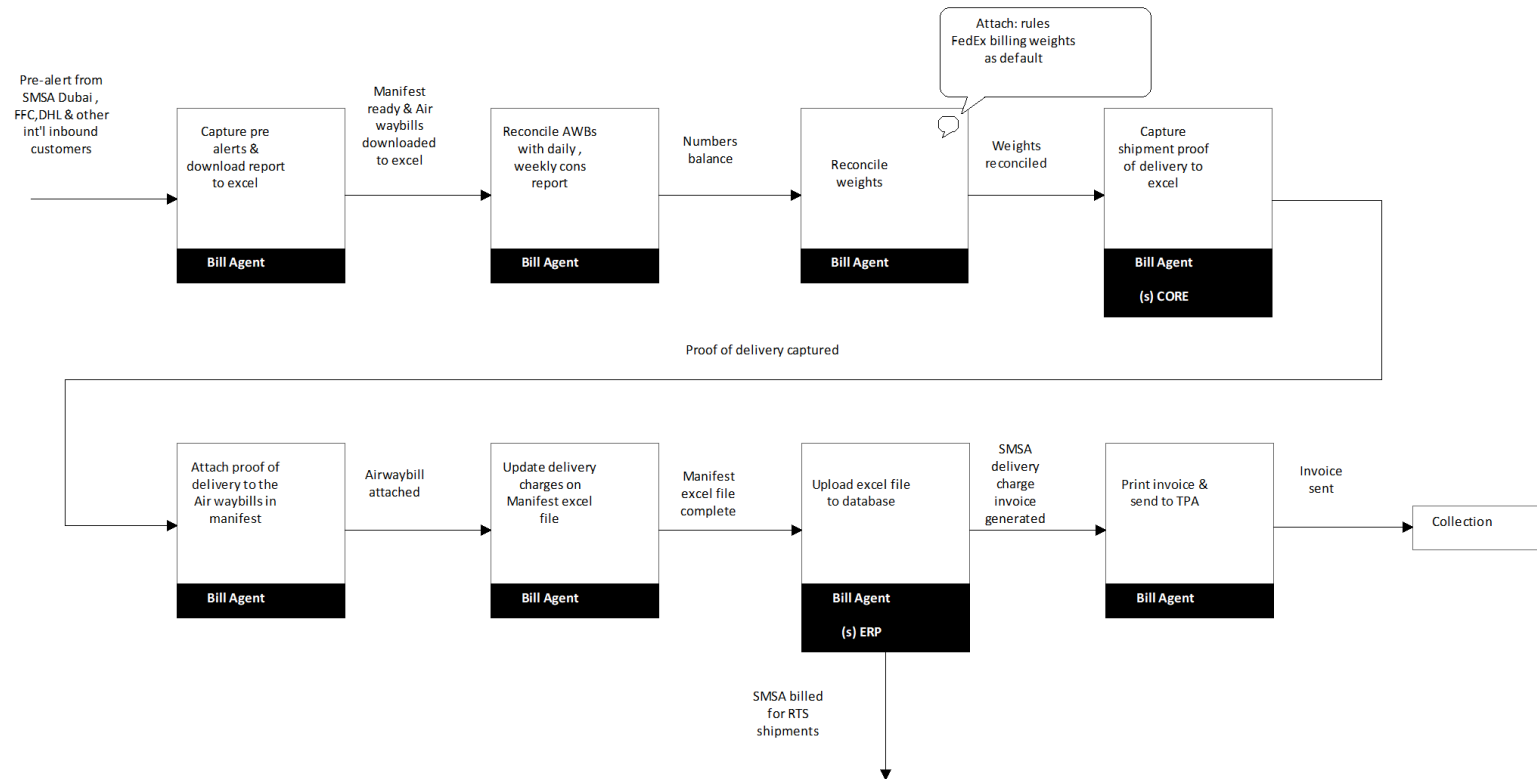 Attach: rules
FedEx billing weights
as default
Pre-alert from
SMSA Dubai ,
FFC,DHL & other
int'l inbound
customers
Capture pre
alerts &
download report
to excel
Bill Agent
Manifest
ready & Air
waybills
downloaded
to excel
Reconcile AWBs
with daily ,
weekly cons
report
Bill Agent
Numbers
balance
Reconcile
weights
Bill Agent
Weights
reconciled
Capture
shipment proof
of delivery to
excel
Bill Agent
(s) CORE
Proof of delivery captured
Attach proof of
delivery to the
Air waybills in
manifest
Bill Agent
Airwaybill
attached
Update delivery
charges on
Manifest excel
file
Bill Agent
Manifest
excel file
complete
Upload excel file
to database
Bill Agent
(s) ERP
SMSA
delivery
charge
invoice
generated
Print invoice &
send to TPA
Bill Agent
Invoice
sent
Collection
SMSA billed
for RTS
shipments